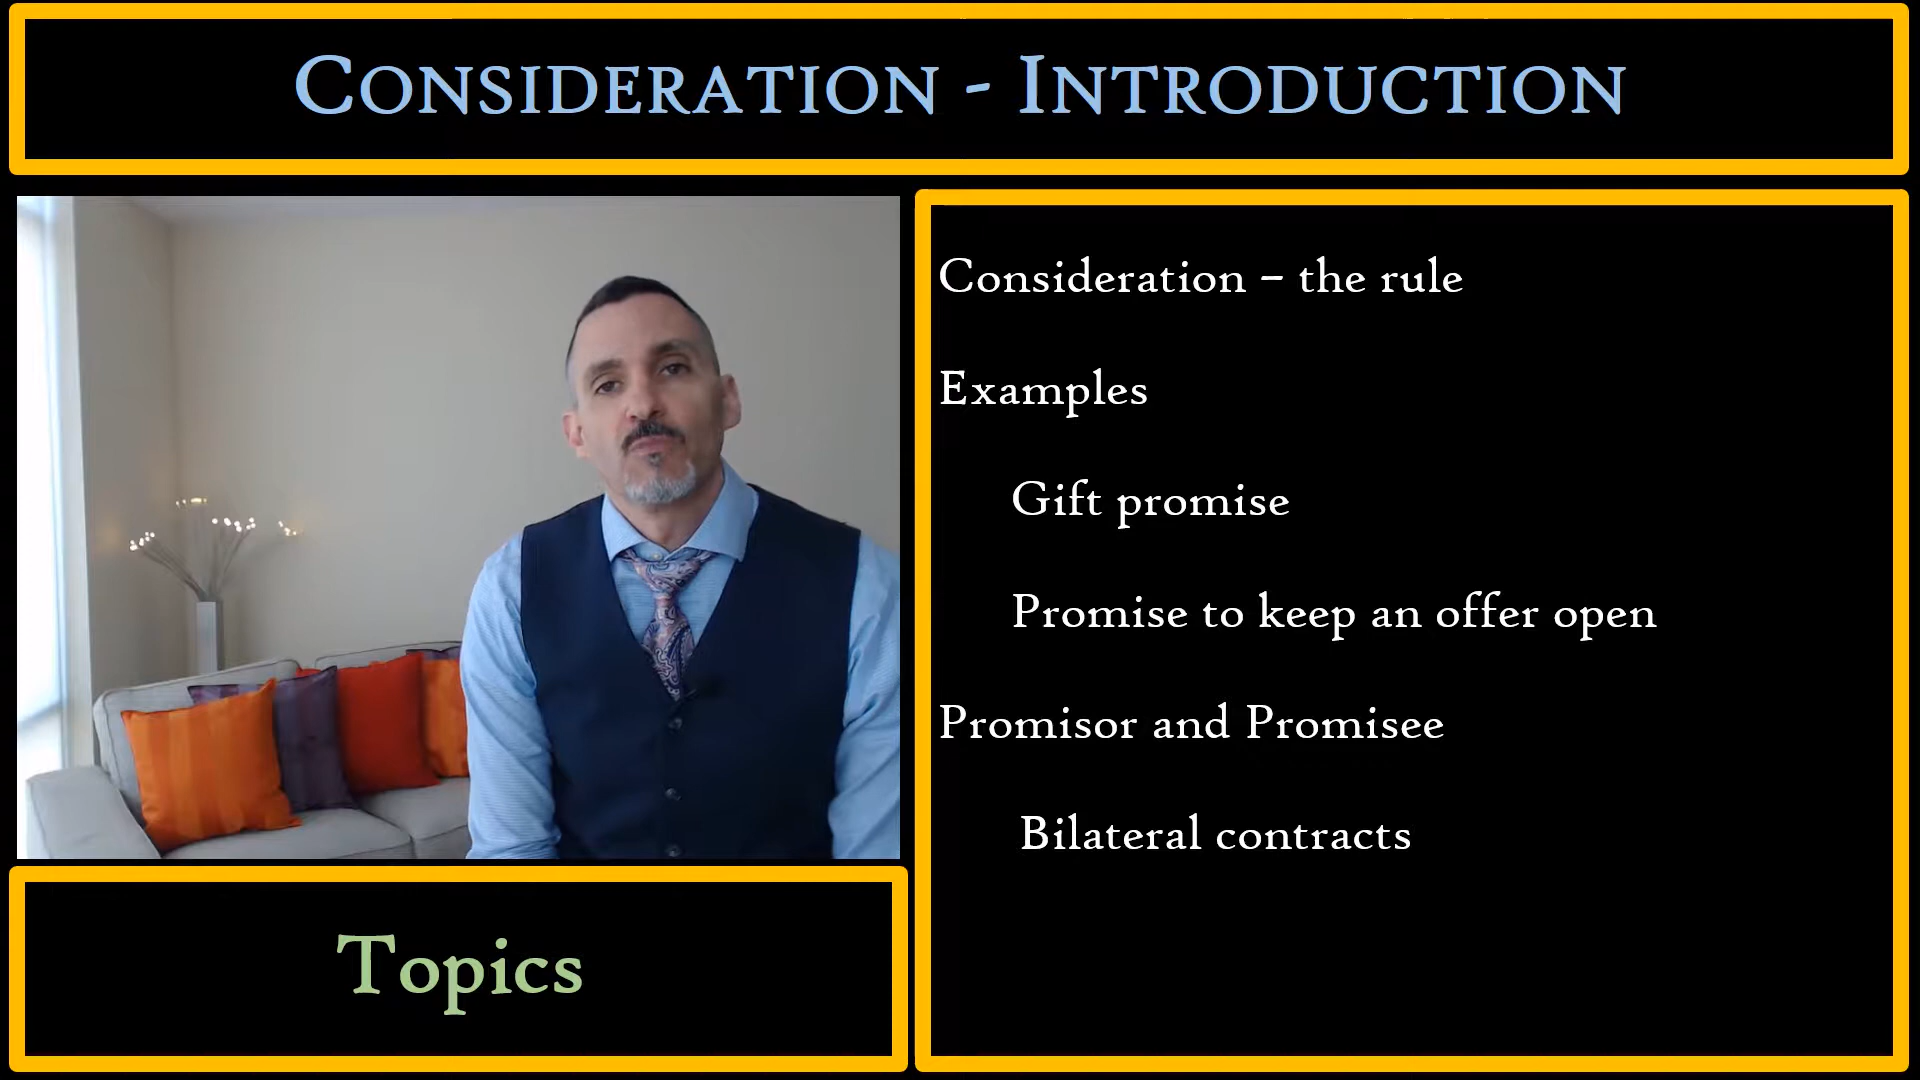 Consideration - Introduction
Consideration – the rule
Examples
Gift promise
Promise to keep an offer open
Promisor and Promisee
Bilateral contracts
Topics